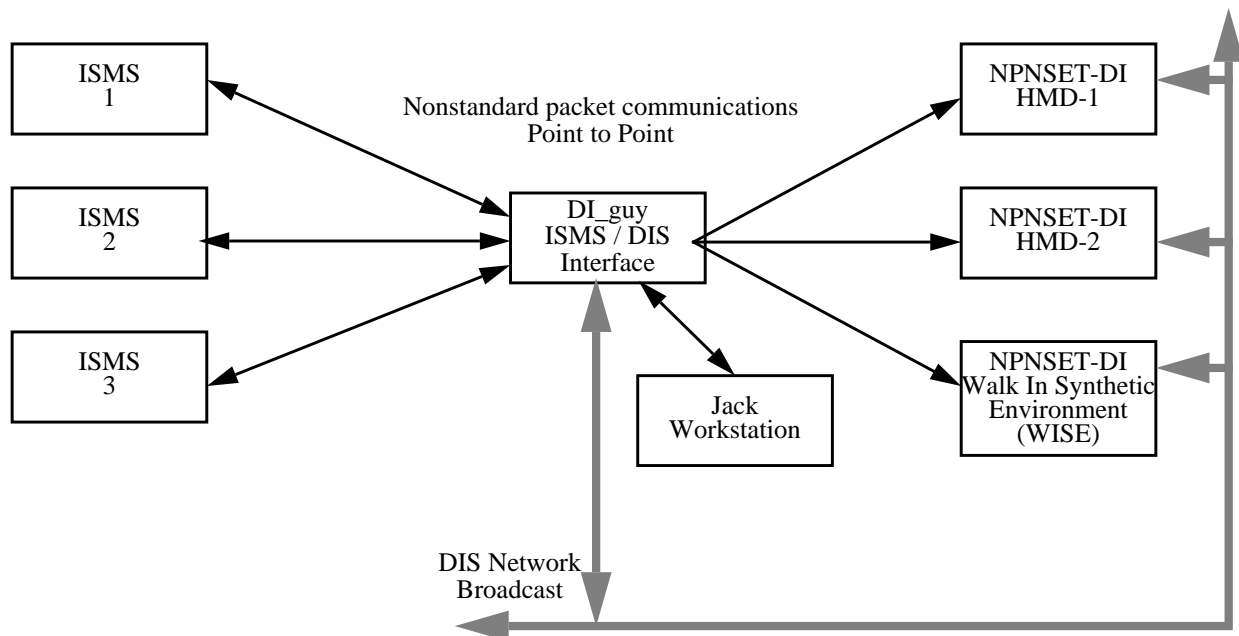 ISMS
1
ISMS
2
ISMS
3
Nonstandard packet communications
Point to Point
DI_guy
ISMS / DIS
Interface
Jack
Workstation
NPNSET-DI
HMD-1
NPNSET-DI
HMD-2
NPNSET-DI
Walk In Synthetic
Environment
(WISE)
DIS Network
Broadcast